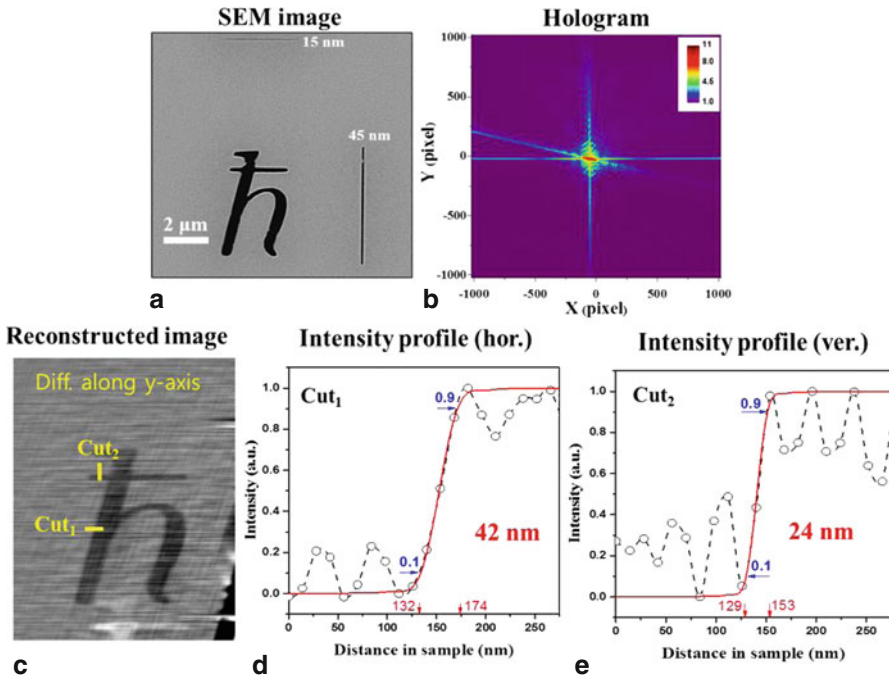 SEM image
15 nm
45 nm
ħ
2 μm
a
Hologram
11
8.0
4.5
1.0
1000
500
0
-500
-1000
Y (pixel)
-1000
-500
0
500
1000
X (pixel)
b
Reconstructed image
Diff. along y-axis
Cut2
Cut1
ħ
c
Intensity profile (hor.)
Cut1
0.9
42 nm
0.1
132
174
1.0
0.8
0.6
0.4
0.2
0.0
Intensity (a.u.)
0
50
100
150
200
250
Distance in sample (nm)
d
Intensity profile (ver.)
Cut2
0.9
24 nm
0.1
129
153
1.0
0.8
0.6
0.4
0.2
0.0
Intensity (a.u.)
0
50
100
150
200
250
Distance in sample (nm)
e